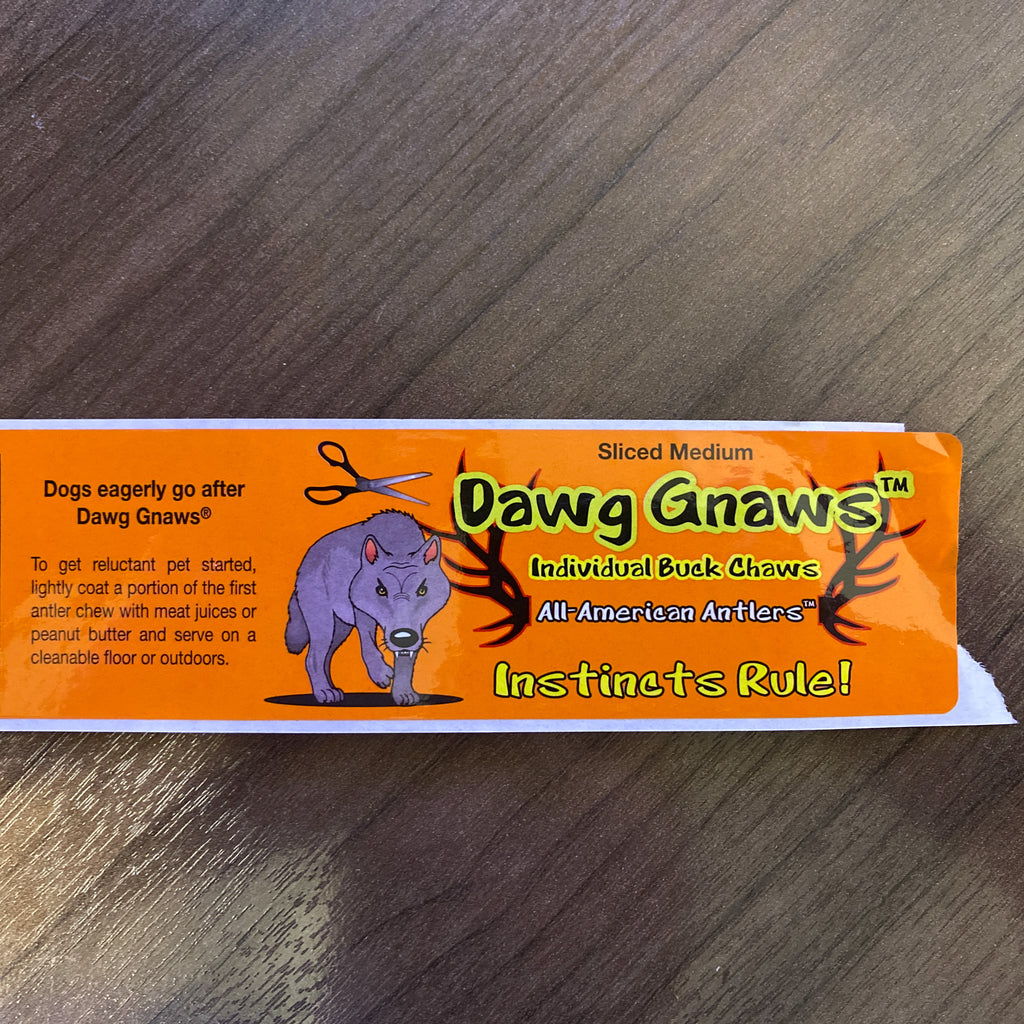 Dogs eagerly go after
Dawg Gnaws®
To get reluctant pet started,
lightly coat a portion of the first
antler chew with meat juices or
peanut butter and serve on a
cleanable floor or outdoors.
Sliced Medium
Dawg Gnaws™
Individual Buck Chaws
All-American Antlers™
Instincts Rule!